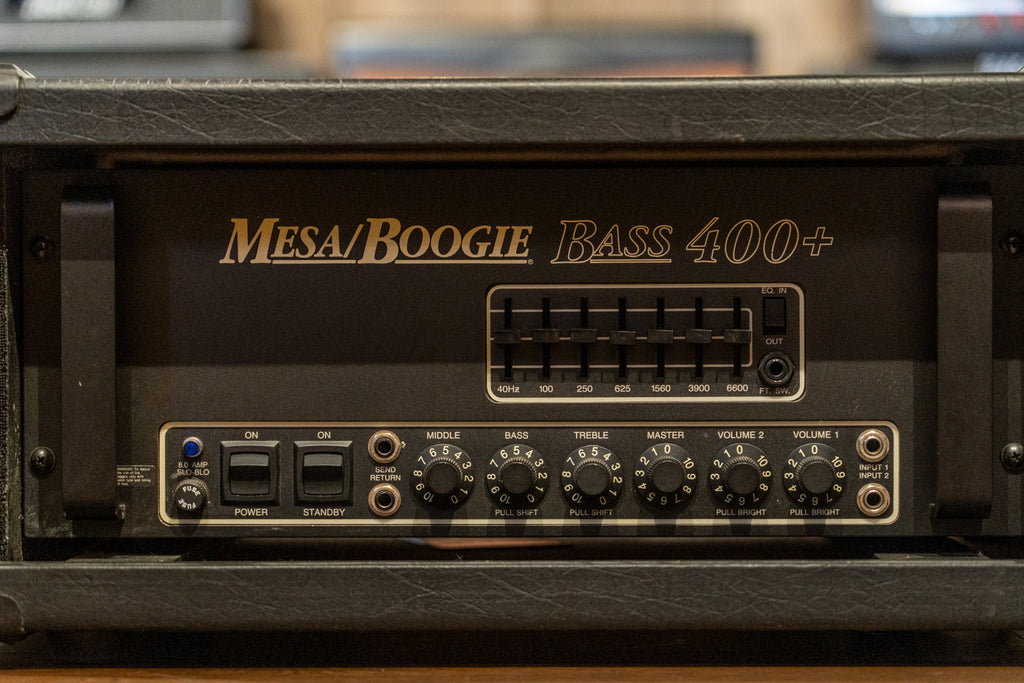 MESA/BOOGIE® BASS 400+
EQ. IN
OUT
FT. SW.
40Hz 100 250 625 1560 3900 6600
8.0 AMP
SLO-BLO
FUSE
FUSE
ON
POWER
ON
STANDBY
SEND
RETURN
MIDDLE
BASS
PULL SHIFT
TREBLE
PULL SHIFT
MASTER
VOLUME 2
PULL BRIGHT
VOLUME 1
PULL BRIGHT
INPUT 1
INPUT 2